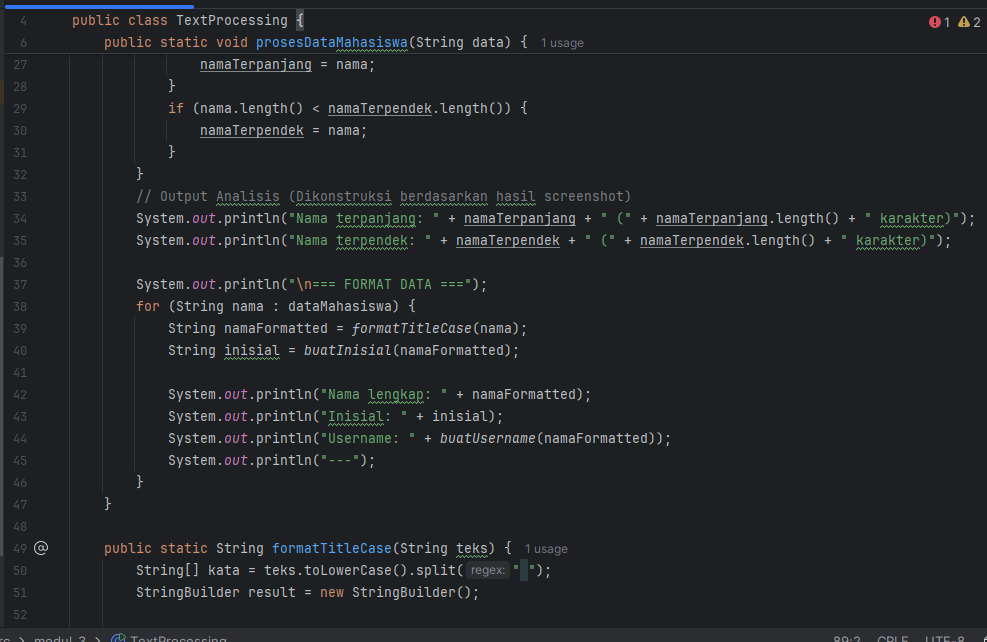 4 public class TextProcessing {
1 2
6 public static void prosesDataMahasiswa(String data) { 1 usage
27 namaTerpanjang = nama;
28 }
29 if (nama.length() < namaTerpendek.length()) {
30 namaTerpendek = nama;
31 }
32 }
33 // Output Analisis (Dikonstruksi berdasarkan hasil screenshot)
34 System.out.println("Nama terpanjang: " + namaTerpanjang + " (" + namaTerpanjang.length() + " karakter)");
35 System.out.println("Nama terpendek: " + namaTerpendek + " (" + namaTerpendek.length() + " karakter)");
36
37 System.out.println("\n=== FORMAT DATA ===");
38 for (String nama : dataMahasiswa) {
39 String namaFormatted = formatTitleCase(nama);
40 String inisial = buatInisial(namaFormatted);
41
42 System.out.println("Nama lengkap: " + namaFormatted);
43 System.out.println("Inisial: " + inisial);
44 System.out.println("Username: " + buatUsername(namaFormatted));
45 System.out.println("---");
46 }
47 }
48
49 @ public static String formatTitleCase(String teks) { 1 usage
50 String[] kata = teks.toLowerCase().split( regex: " ");
51 StringBuilder result = new StringBuilder();
52
rc > modul_3 > TextProcessing
89:2 CRLF UTF-8